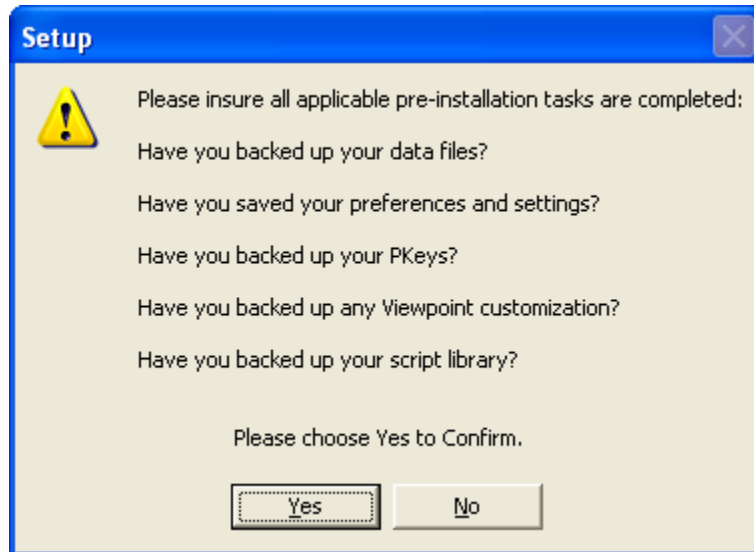 Setup
Please insure all applicable pre-installation tasks are completed:
Have you backed up your data files?
Have you saved your preferences and settings?
Have you backed up your PKeys?
Have you backed up any Viewpoint customization?
Have you backed up your script library?
Please choose Yes to Confirm.
Yes
No